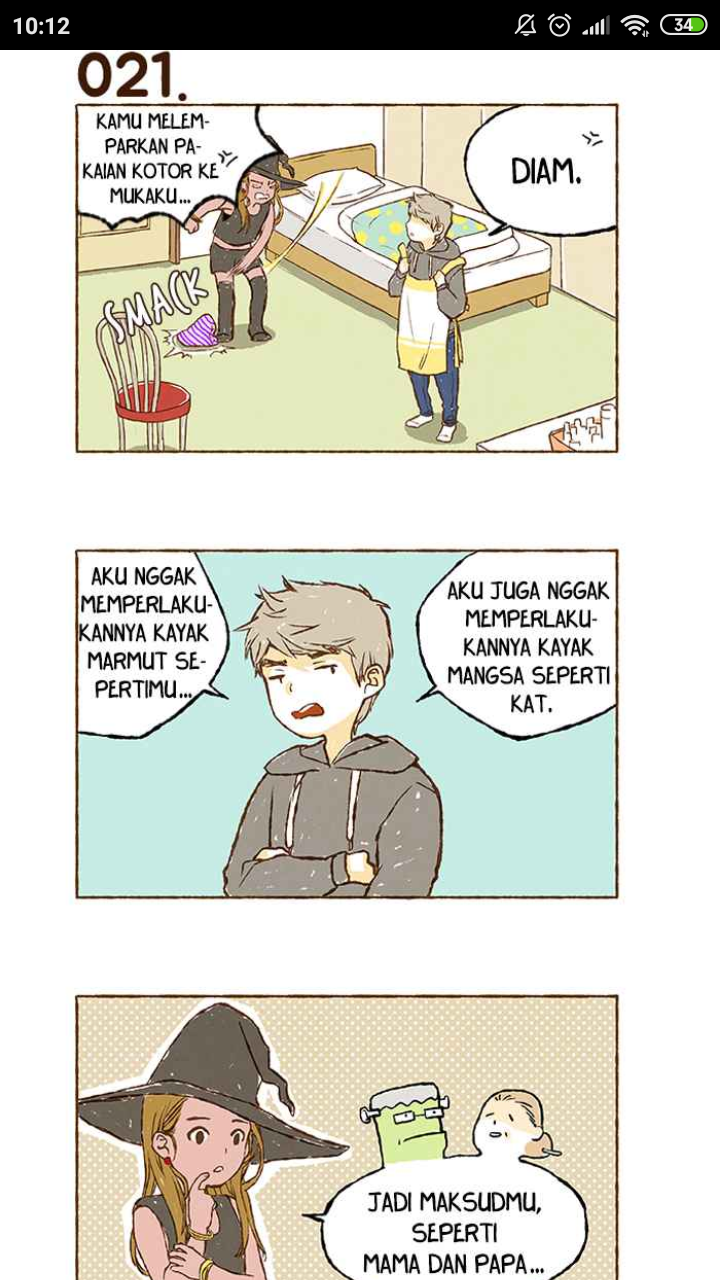 10:12
34
021.
KAMU MELEM-
PARKAN PA-
KAIAN KOTOR KE
MUKAKU...
DIAM.
SMACK
AKU NGGAK
MEMPERLAKU-
KANNYA KAYAK
MARMUT SE-
PERTIMU...
AKU JUGA NGGAK
MEMPERLAKU-
KANNYA KAYAK
MANGSA SEPERTI
KAT.
JADI MAKSUDMU,
SEPERTI
MAMA DAN PAPA...